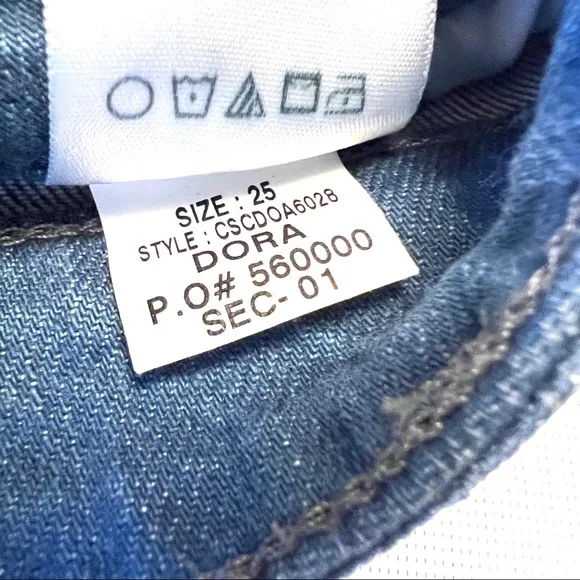 SIZE : 25
STYLE : CSCDOA6028
DORA
P.O# 560000
SEC- 01